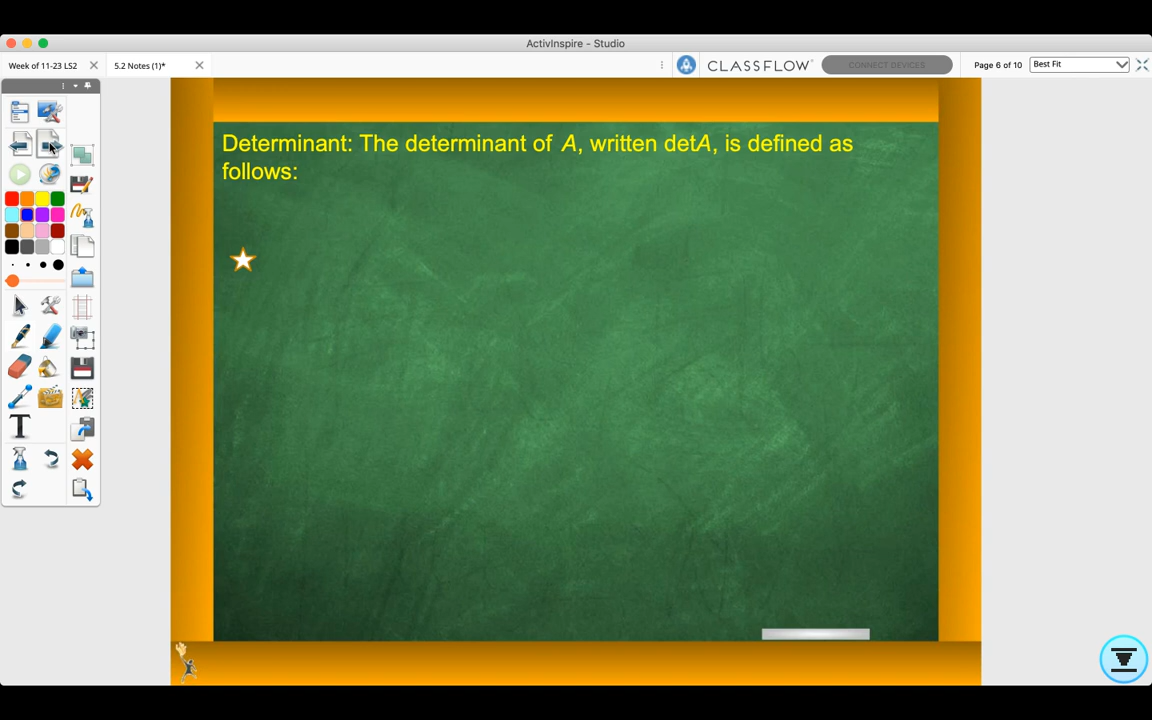 ActivInspire - Studio
Week of 11-23 LS2
5.2 Notes (1)*
CLASSFLOW
CONNECT DEVICES
Page 6 of 10
Best Fit
Determinant: The determinant of A, written detA, is defined as
follows:
T